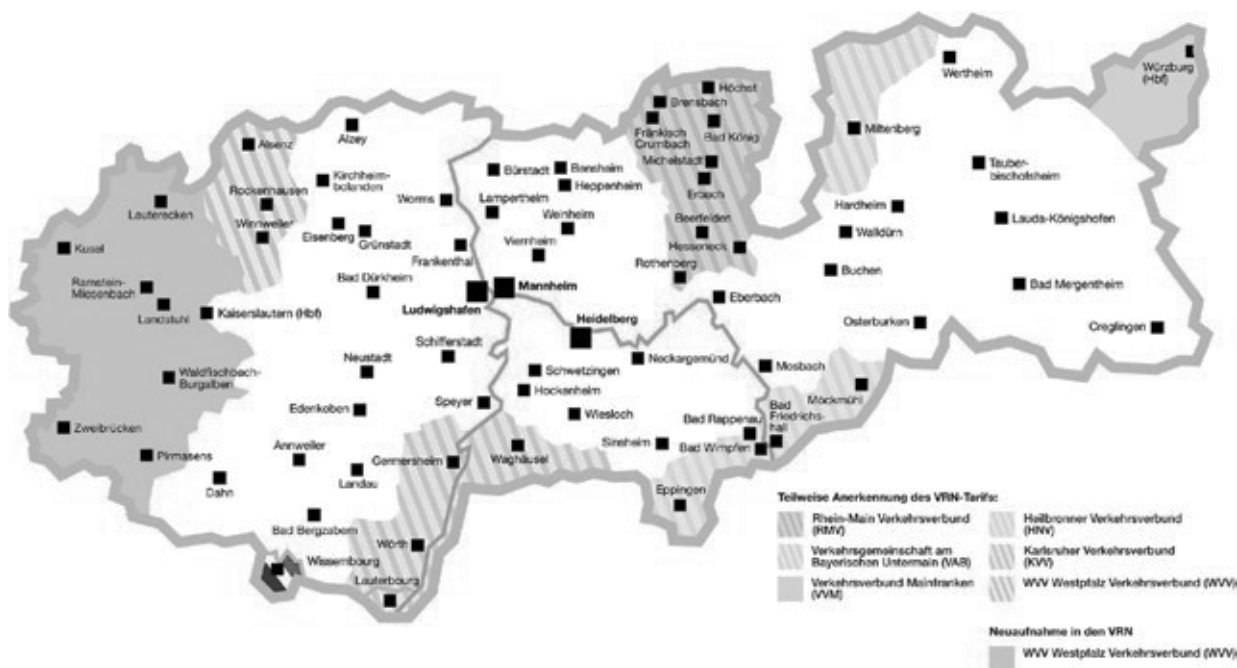 Höchst
Brensbach
Fränkisch
Crumbach
Bad König
Michelstadt
Erbach
Beerfelden
Hesseneck
Rothenberg
Wertheim
Würzburg
(Hbf)
Miltenberg
Tauber-
bischofsheim
Hardheim
Lauda-Königshofen
Walldürn
Buchen
Bad Mergentheim
Osterburken
Creglingen
Alsenz
Alzey
Kirchheim-
bolanden
Rockenhausen
Winnweiler
Lauterecken
Kusel
Eisenberg
Grünstadt
Worms
Frankenthal
Bürstadt
Bensheim
Heppenheim
Lampertheim
Weinheim
Viernheim
Ramstein-
Miesenbach
Landstuhl
Kaiserslautern (Hbf)
Bad Dürkheim
Ludwigshafen
Mannheim
Heidelberg
Eberbach
Schifferstadt
Neckargemünd
Mosbach
Schwetzingen
Hockenheim
Wiesloch
Möckmühl
Bad
Friedrichs-
hall
Bad Rappenau
Bad Wimpfen
Sinsheim
Neustadt
Waldfischbach-
Burgalben
Edenkoben
Speyer
Zweibrücken
Pirmasens
Annweiler
Landau
Germersheim
Waghäusel
Eppingen
Dahn
Bad Bergzabern
Wörth
Wissembourg
Lauterbourg
Teilweise Anerkennung des VRN-Tarifs:
Rhein-Main Verkehrsverbund
(RMV)
Verkehrsgemeinschaft am
Bayerischen Untermain (VAB)
Verkehrsverbund Mainfranken
(VVM)
Heilbronner Verkehrsverbund
(HNV)
Karlsruher Verkehrsverbund
(KVV)
WVV Westpfalz Verkehrsverbund (WVV)
Neuaufnahme in den VRN
WVV Westpfalz Verkehrsverbund (WVV)